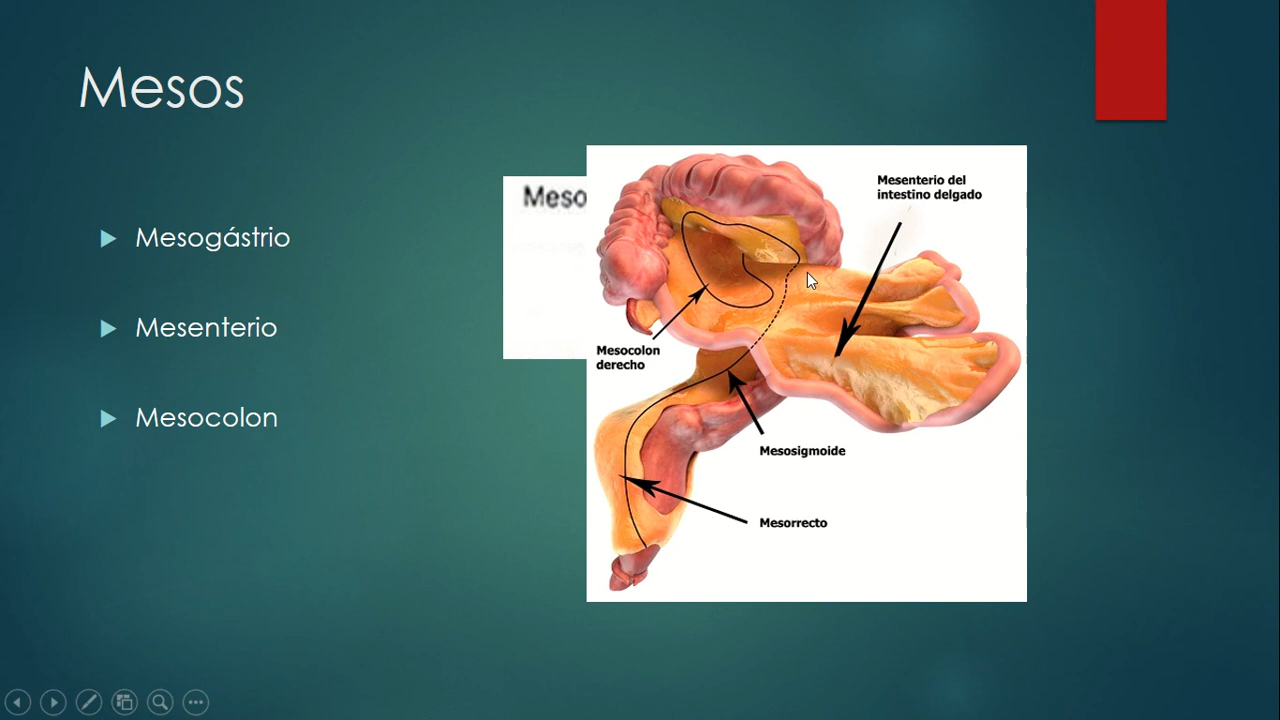 Mesos
Mesogástrio
Mesenterio
Mesocolon
Meso
Mesenterio del
intestino delgado
Mesocolon
derecho
Mesosigmoide
Mesorrecto